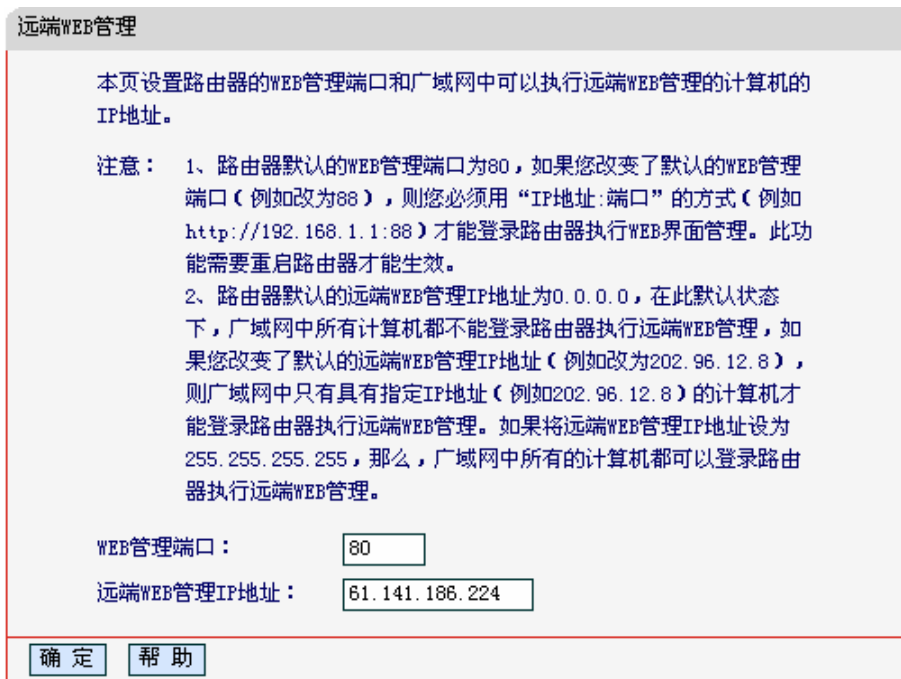 远端WEB管理
本页设置路由器的WEB管理端口和广域网中可以执行远端WEB管理的计算机的
IP地址。
注意： 1、路由器默认的WEB管理端口为80，如果您改变了默认的WEB管理
端口（例如改为88），则您必须用“IP地址:端口”的方式（例如
http://192.168.1.1:88）才能登录路由器执行WEB界面管理。此功
能需要重启路由器才能生效。
2、路由器默认的远端WEB管理IP地址为0.0.0.0，在此默认状态
下，广域网中所有计算机都不能登录路由器执行远端WEB管理，如
果您改变了默认的远端WEB管理IP地址（例如改为202.96.12.8），
则广域网中只有具有指定IP地址（例如202.96.12.8）的计算机才
能登录路由器执行远端WEB管理。如果将远端WEB管理IP地址设为
255.255.255.255，那么，广域网中所有的计算机都可以登录路由
器执行远端WEB管理。
WEB管理端口： 80
远端WEB管理IP地址： 61.141.186.224
确 定 帮 助